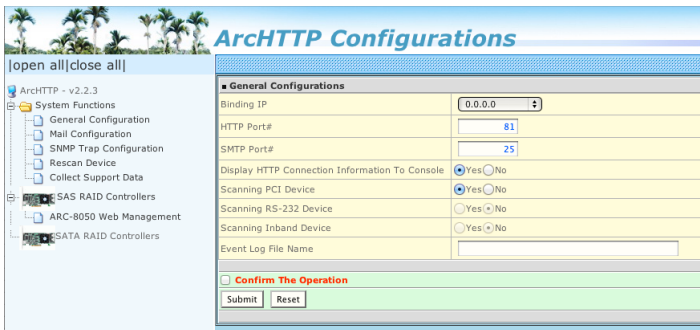 ArcHTTP Configurations
|open all|close all|
ArcHTTP - v2.2.3
System Functions
General Configuration
Mail Configuration
SNMP Trap Configuration
Rescan Device
Collect Support Data
SAS RAID Controllers
ARC-8050 Web Management
SATA RAID Controllers
General Configurations
Binding IP 0.0.0.0
HTTP Port# 81
SMTP Port# 25
Display HTTP Connection Information To Console Yes No
Scanning PCI Device Yes No
Scanning RS-232 Device Yes No
Scanning Inband Device Yes No
Event Log File Name
Confirm The Operation
Submit Reset